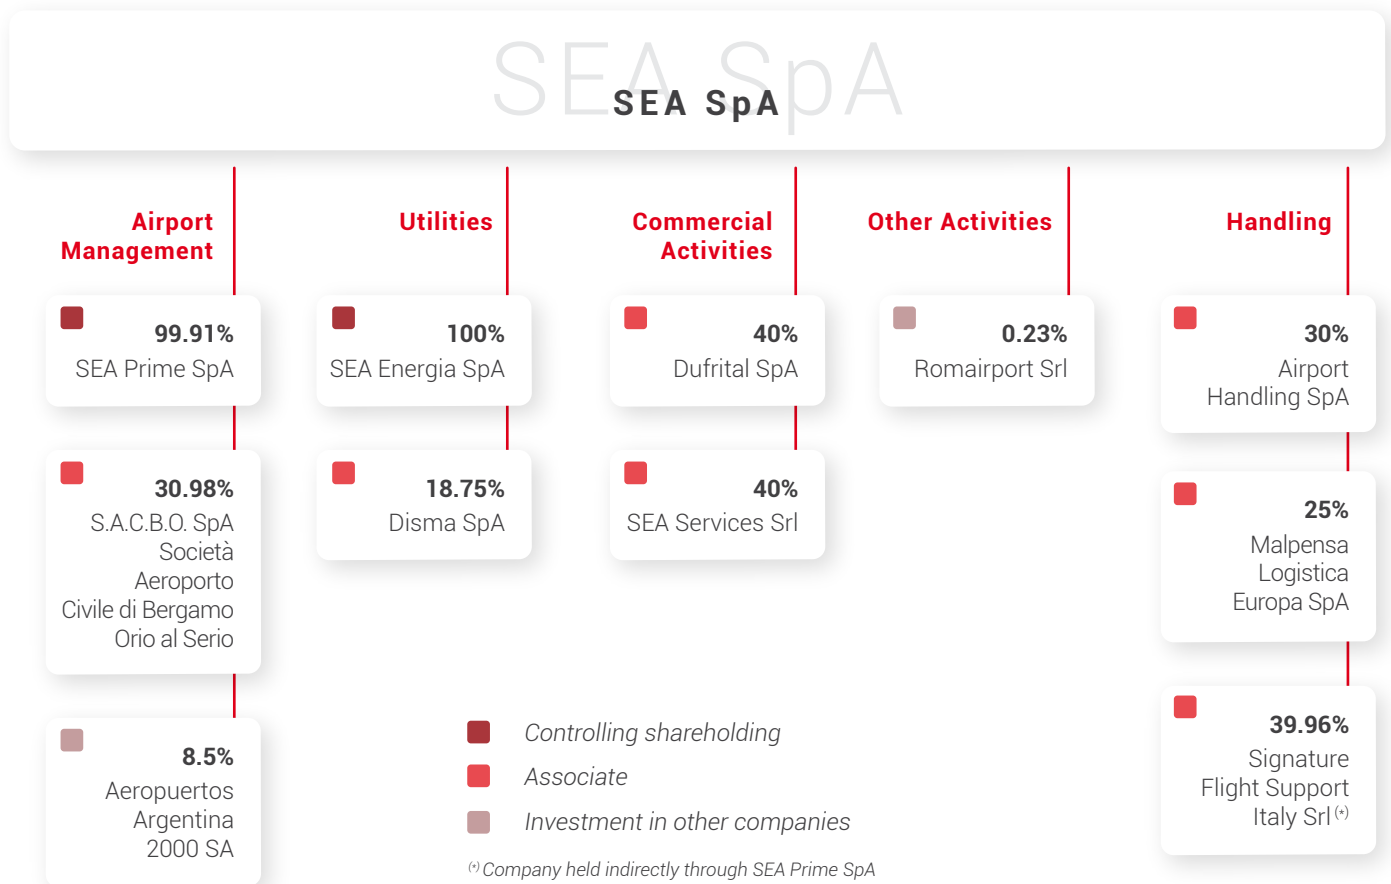 SEA SpA
SEA SpA
Airport
Management
99.91%
SEA Prime SpA
30.98%
S.A.C.B.O. SpA
Società
Aeroporto
Civile di Bergamo
Orio al Serio
8.5%
Aeropuertos
Argentina
2000 SA
Utilities
100%
SEA Energia SpA
18.75%
Disma SpA
Commercial
Activities
40%
Dufrital SpA
40%
SEA Services Srl
Other Activities
0.23%
Romairport Srl
Handling
30%
Airport
Handling SpA
25%
Malpensa
Logistica
Europa SpA
39.96%
Signature
Flight Support
Italy Srl (*)
Controlling shareholding
Associate
Investment in other companies
(*) Company held indirectly through SEA Prime SpA